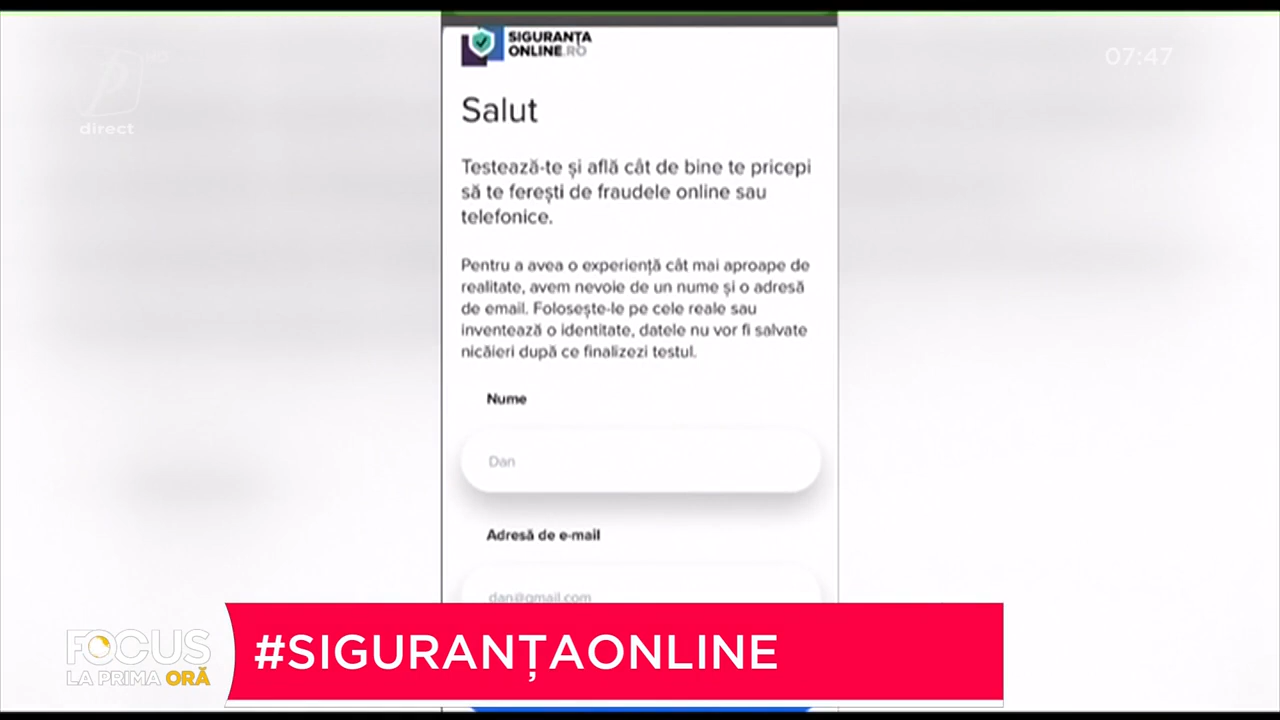 SIGURANȚA
ONLINE.RO
HD
07:47
direct
Salut
Testează-te și află cât de bine te pricepi
să te ferești de fraudele online sau
telefonice.
Pentru a avea o experiență cât mai aproape de
realitate, avem nevoie de un nume și o adresă
de email. Folosește-le pe cele reale sau
inventează o identitate, datele nu vor fi salvate
nicăieri după ce finalizezi testul.
Nume
Dan
Adresă de e-mail
dan@gmail.com
FOCUS
LA PRIMA ORĂ
#SIGURANȚAONLINE